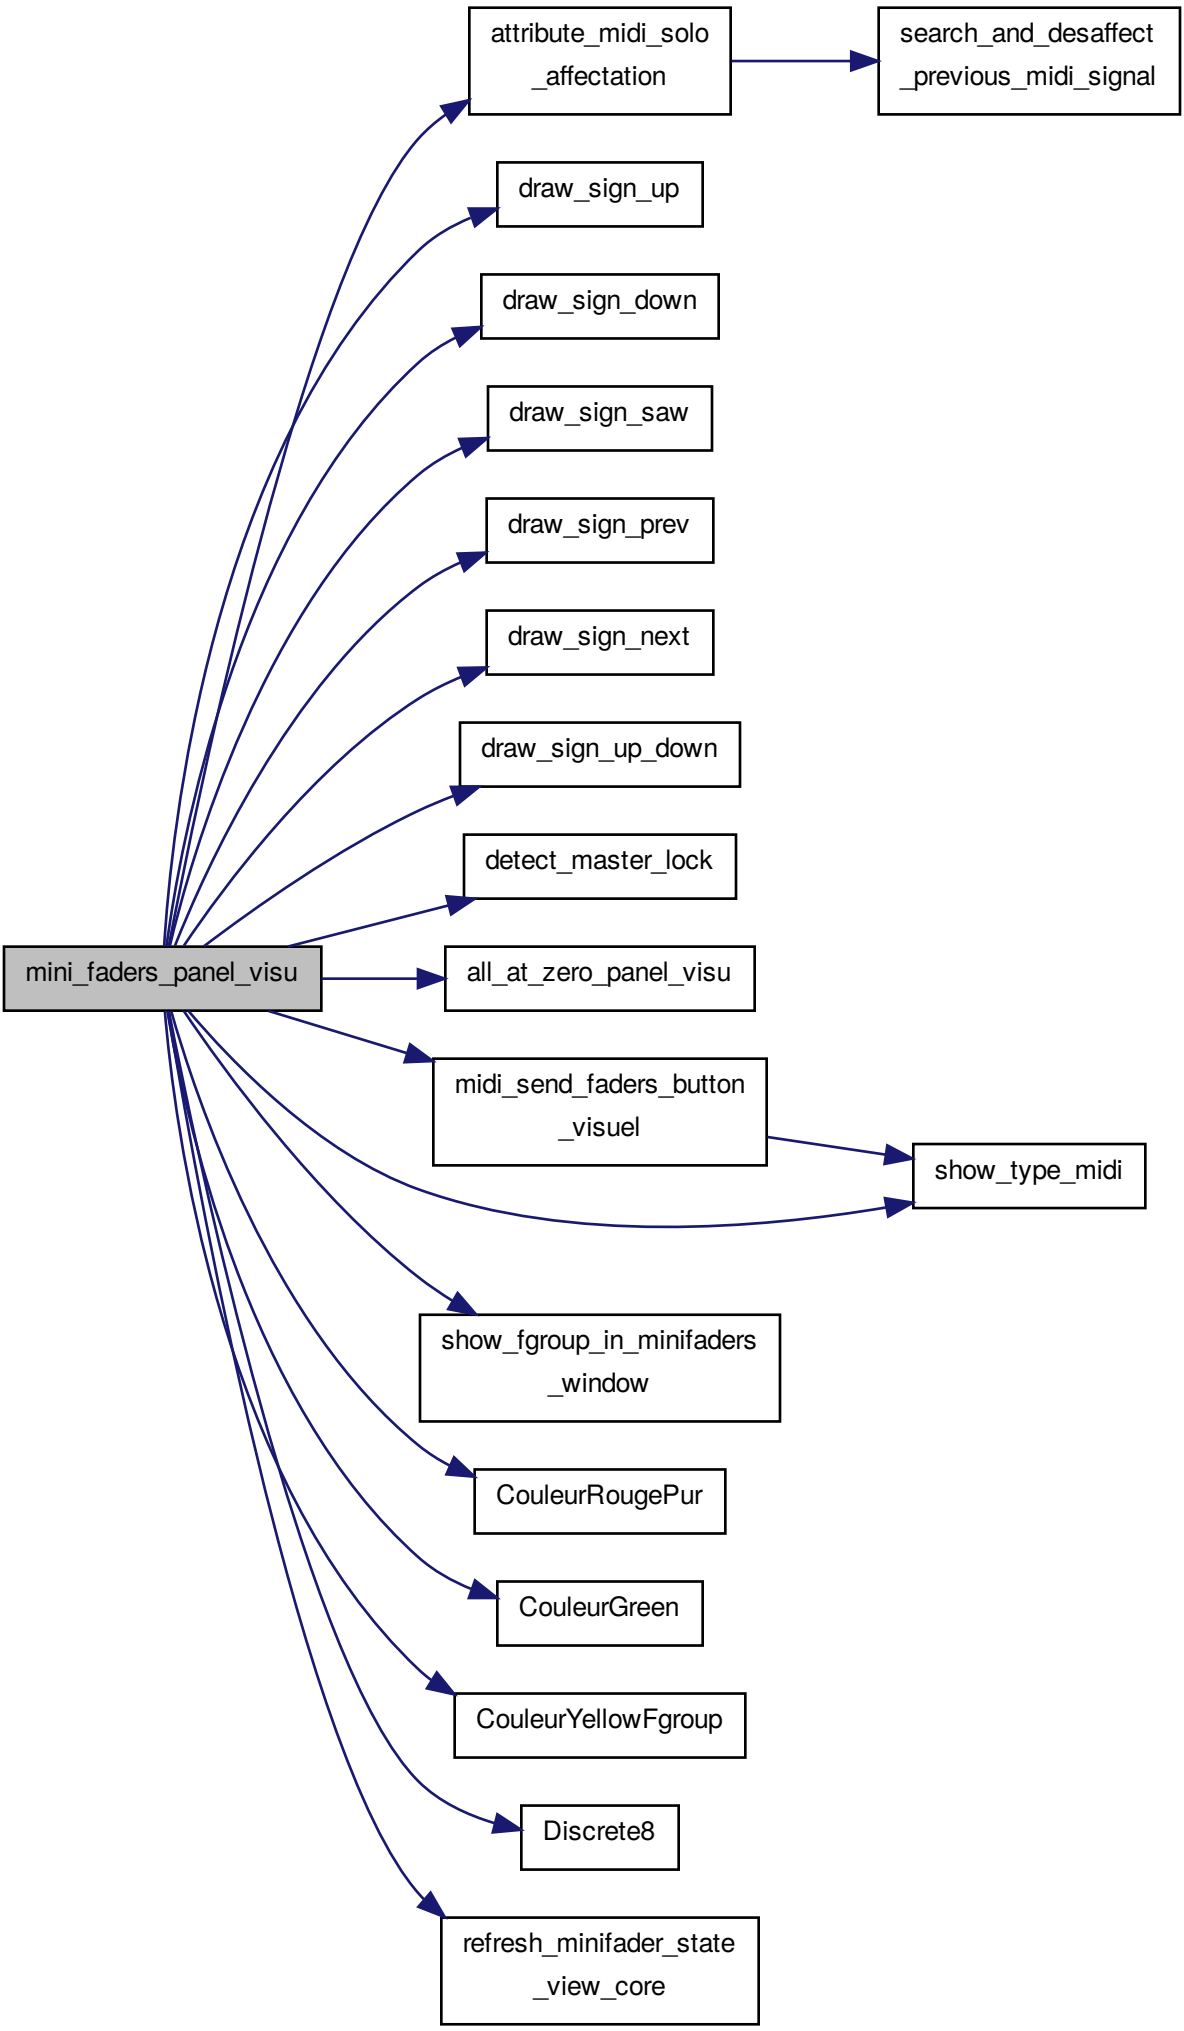 attribute_midi_solo
_affectation
search_and_desaffect
_previous_midi_signal
draw_sign_up
draw_sign_down
draw_sign_saw
draw_sign_prev
draw_sign_next
draw_sign_up_down
detect_master_lock
mini_faders_panel_visu
all_at_zero_panel_visu
midi_send_faders_button
_visuel
show_type_midi
show_fgroup_in_minifaders
_window
CouleurRougePur
CouleurGreen
CouleurYellowFgroup
Discrete8
refresh_minifader_state
_view_core